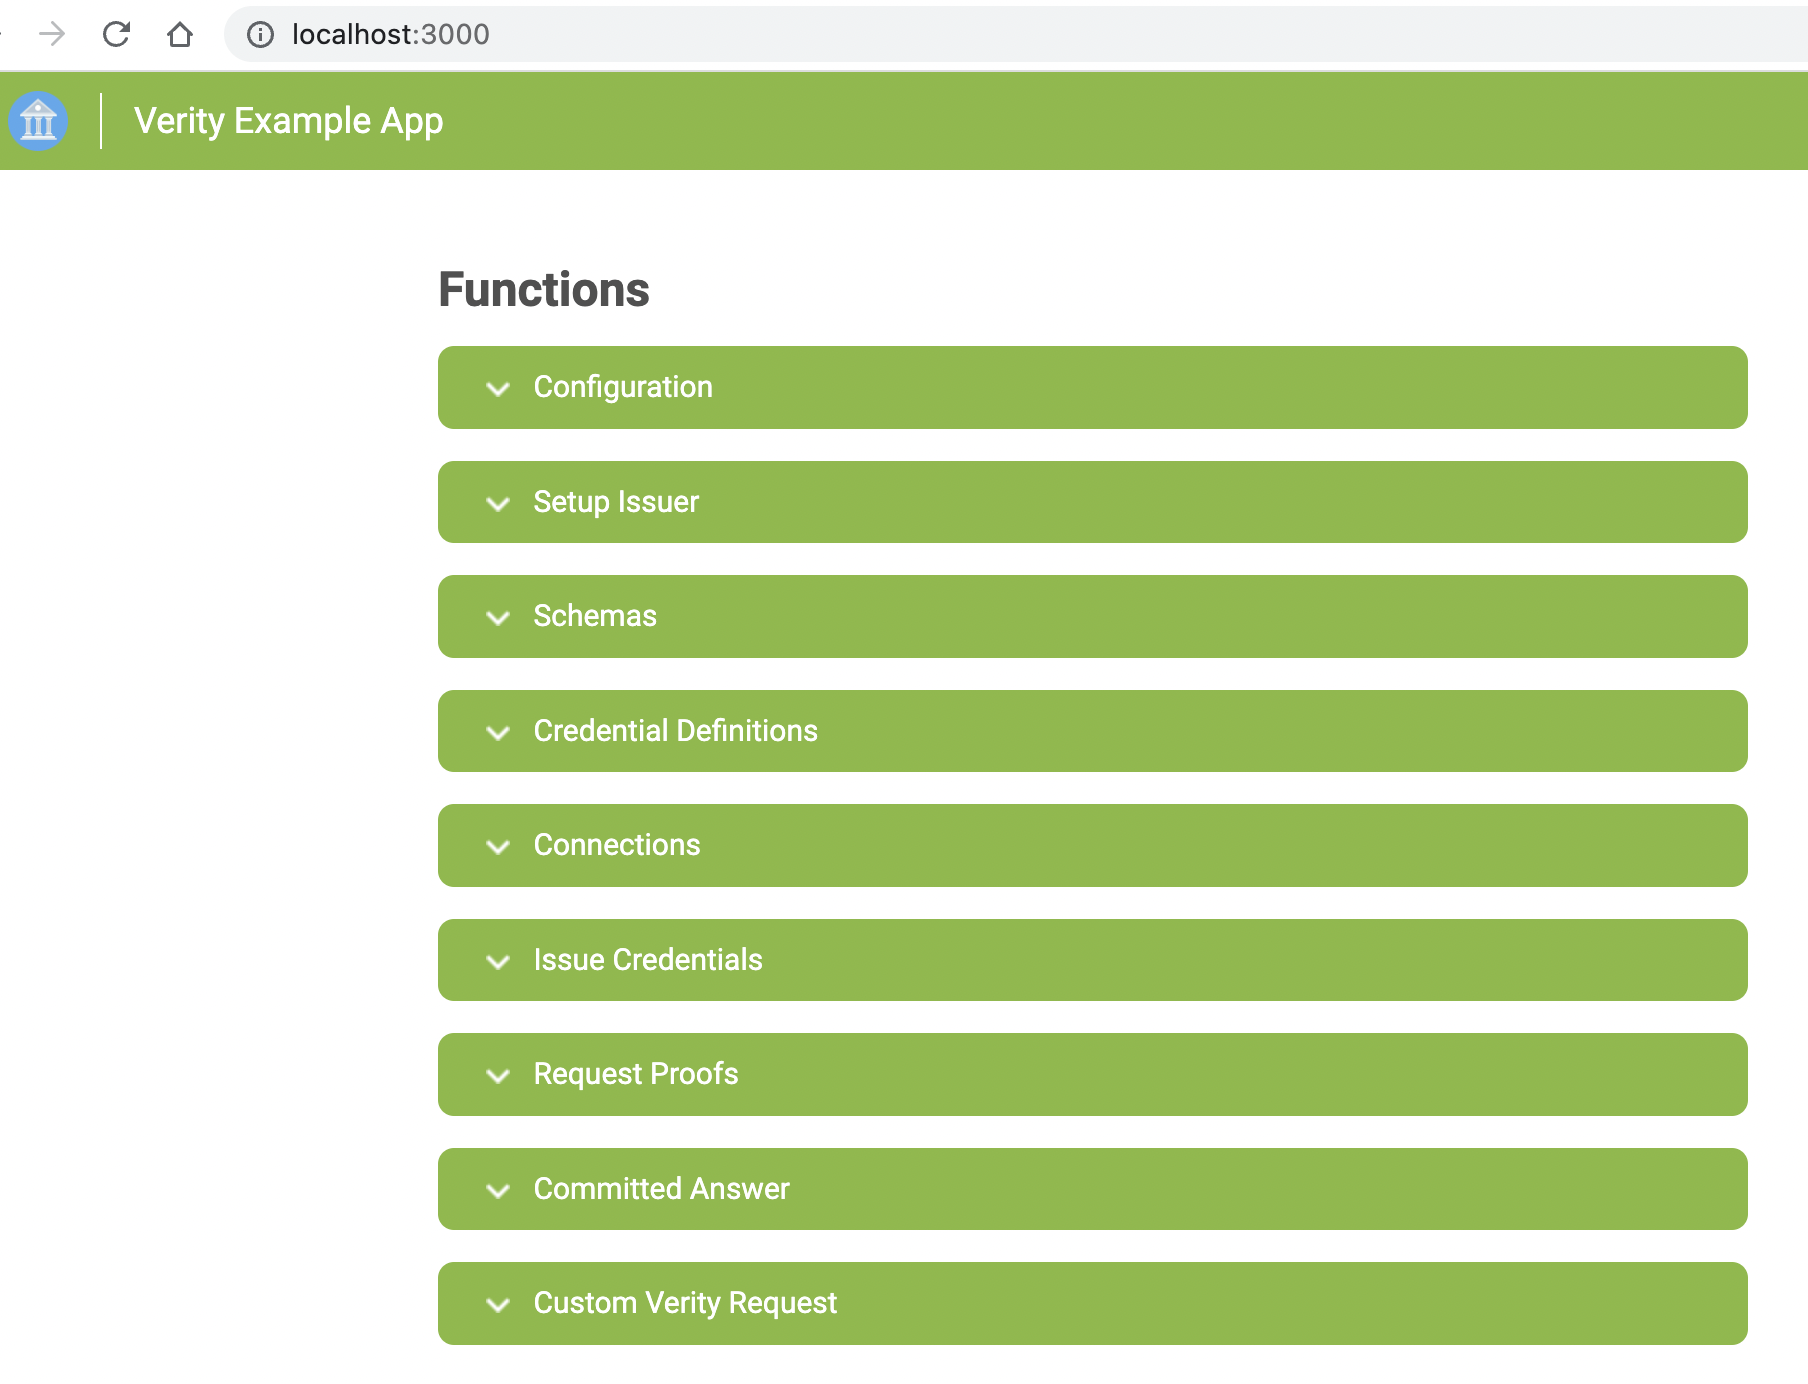 localhost:3000
Verity Example App
Functions
Configuration
Setup Issuer
Schemas
Credential Definitions
Connections
Issue Credentials
Request Proofs
Committed Answer
Custom Verity Request